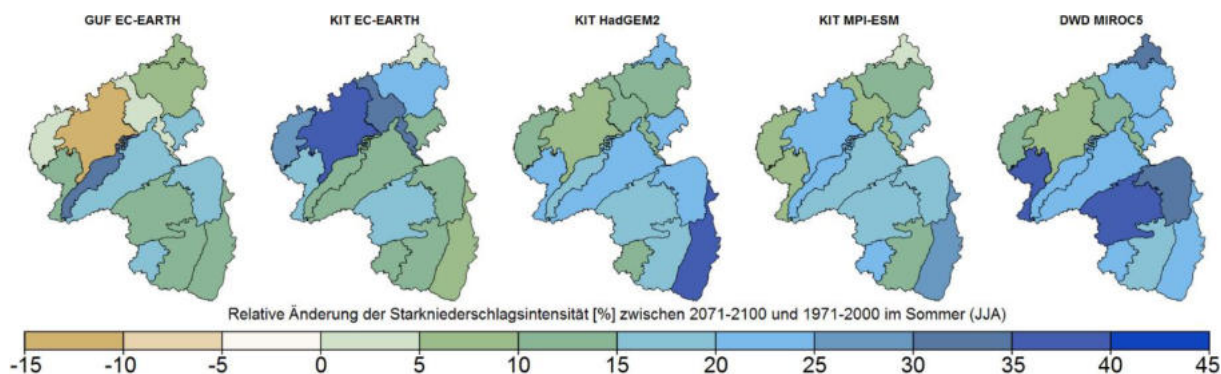 GUF EC-EARTH KIT EC-EARTH KIT HadGEM2 KIT MPI-ESM DWD MIROC5
Relative Änderung der Starkniederschlagsintensität [%] zwischen 2071-2100 und 1971-2000 im Sommer (JJA)
-15 -10 -5 0 5 10 15 20 25 30 35 40 45